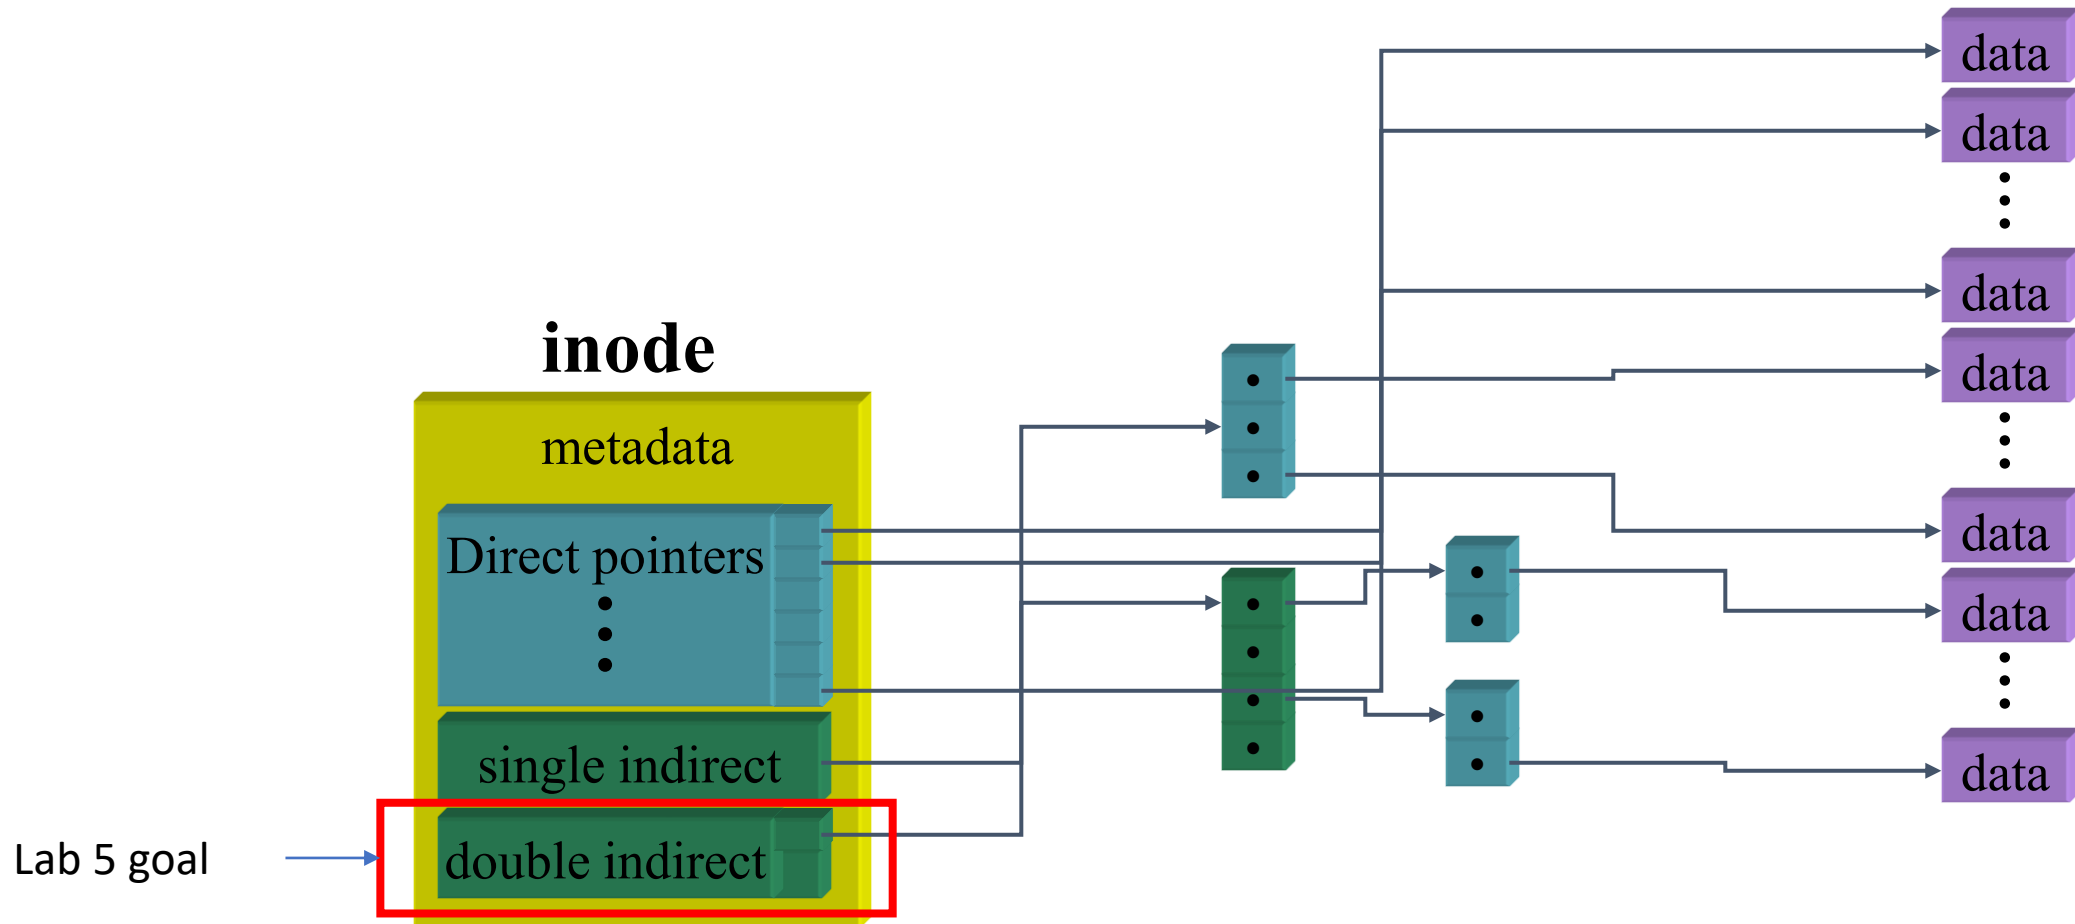 inode
metadata
Direct pointers
single indirect
double indirect
Lab 5 goal
data
data
data
data
data
data
data